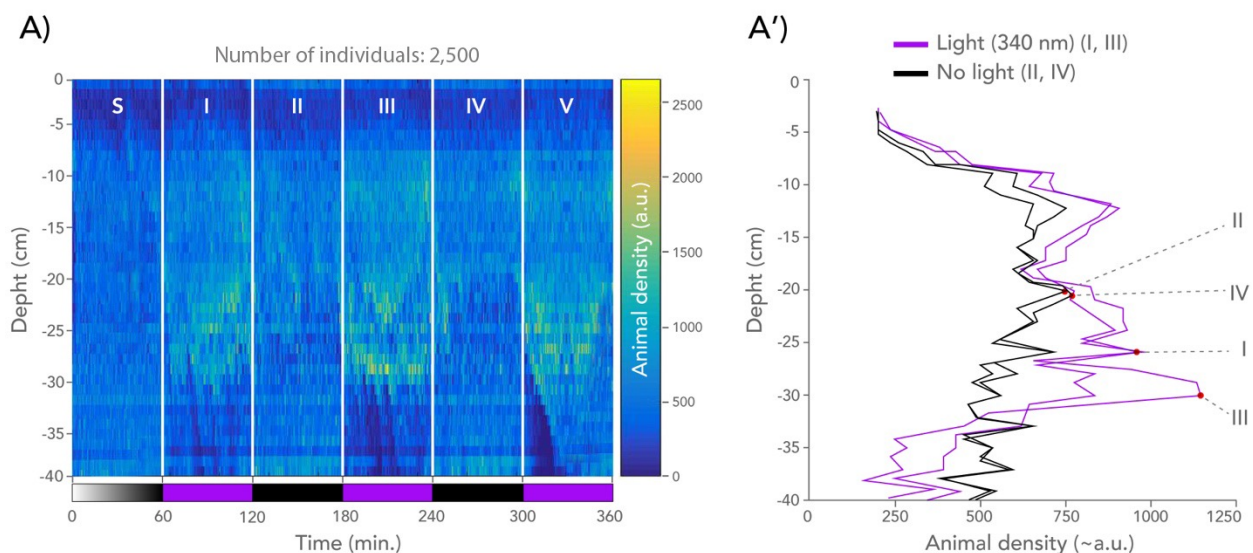 A)
Number of individuals: 2,500
Depht (cm)
0
-5
-10
-15
-20
-25
-30
-35
-40
S
I
II
III
IV
V
0
60
120
180
240
300
360
Time (min.)
Animal density (a.u.)
2500
2000
1500
1000
500
0
A')
Light (340 nm) (I, III)
No light (II, IV)
Depht (cm)
0
-5
-10
-15
-20
-25
-30
-35
-40
II
IV
I
III
0
250
500
750
1000
1250
Animal density (~a.u.)